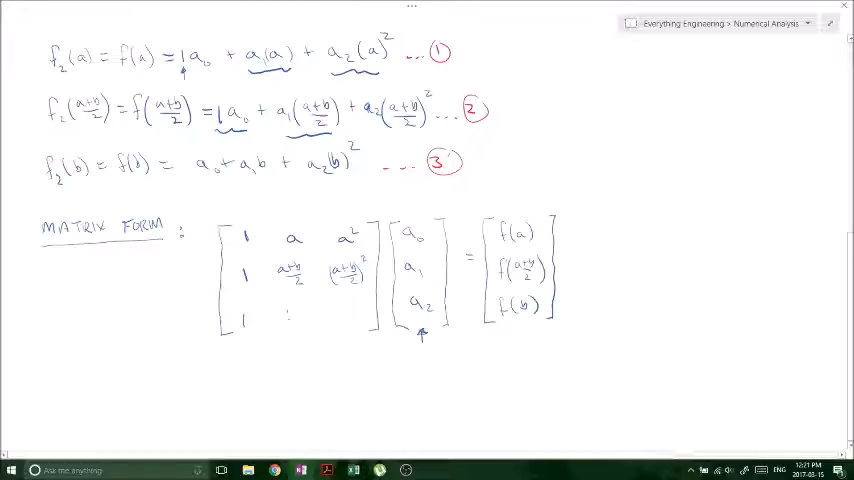 Everything Engineering > Numerical Analysis
f₂(a) = f(a) = 1a₀ + a₁(a) + a₂(a)² ... ①
f₂((a+b)/2) = f((a+b)/2) = 1a₀ + a₁((a+b)/2) + a₂((a+b)/2)² ... ②
f₂(b) = f(b) = a₀ + a₁b + a₂(b)² ... ③
MATRIX FORM :
[ 1 a a² ] [ a₀ ] = [ f(a) ]
[ 1 (a+b)/2 ((a+b)/2)² ] [ a₁ ] [ f((a+b)/2) ]
[ 1 : ] [ a₂ ] [ f(b) ]
Ask me anything
ENG
12:21 PM
2017-03-15